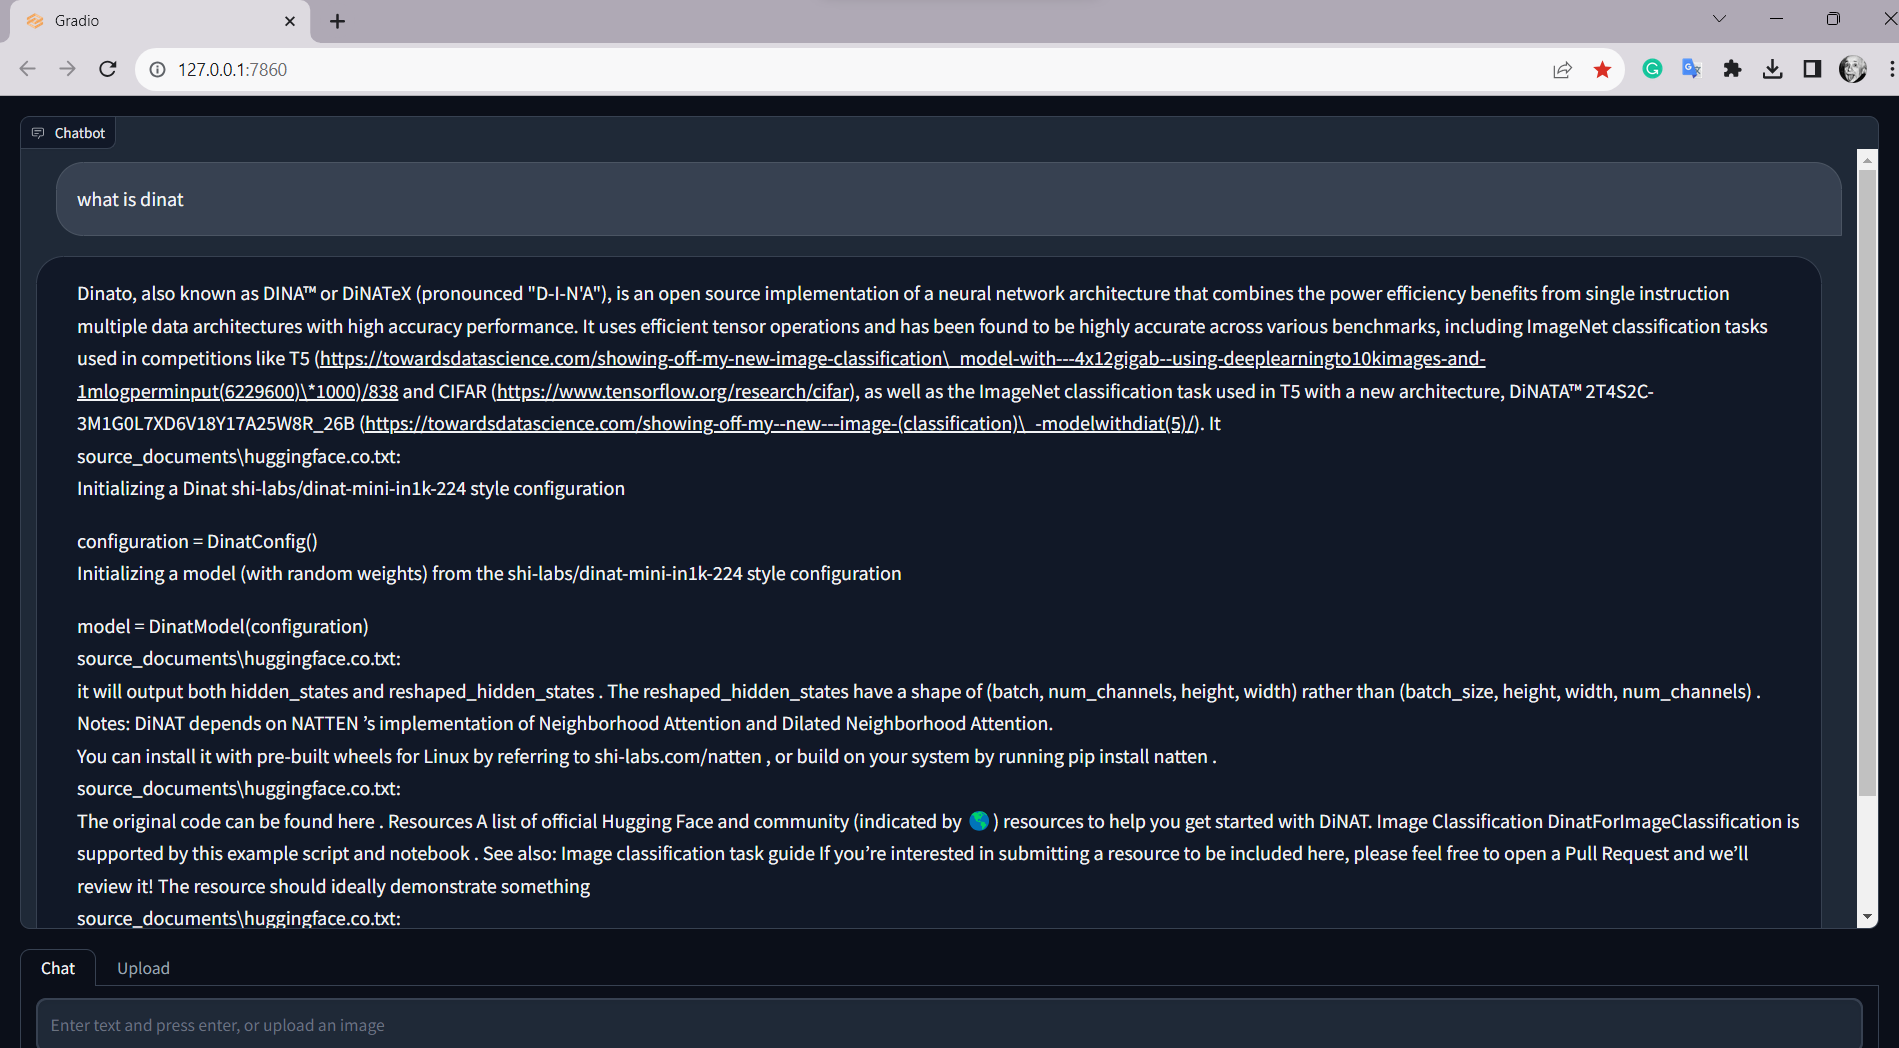 Gradio
127.0.0.1:7860
Chatbot
what is dinat
Dinato, also known as DINA™ or DiNATeX (pronounced "D-I-N'A"), is an open source implementation of a neural network architecture that combines the power efficiency benefits from single instruction
multiple data architectures with high accuracy performance. It uses efficient tensor operations and has been found to be highly accurate across various benchmarks, including ImageNet classification tasks
used in competitions like T5 (https://towardsdatascience.com/showing-off-my-new-image-classification\_model-with---4x12gigab--using-deeplearningto10kimages-and-
1mlogperminput(6229600)\*1000)/838 and CIFAR (https://www.tensorflow.org/research/cifar), as well as the ImageNet classification task used in T5 with a new architecture, DiNATA™ 2T4S2C-
3M1G0L7XD6V18Y17A25W8R_26B (https://towardsdatascience.com/showing-off-my--new---image-(classification)\_-modelwithdiat(5)/). It
source_documents\huggingface.co.txt:
Initializing a Dinat shi-labs/dinat-mini-in1k-224 style configuration
configuration = DinatConfig()
Initializing a model (with random weights) from the shi-labs/dinat-mini-in1k-224 style configuration
model = DinatModel(configuration)
source_documents\huggingface.co.txt:
it will output both hidden_states and reshaped_hidden_states . The reshaped_hidden_states have a shape of (batch, num_channels, height, width) rather than (batch_size, height, width, num_channels) .
Notes: DiNAT depends on NATTEN ’s implementation of Neighborhood Attention and Dilated Neighborhood Attention.
You can install it with pre-built wheels for Linux by referring to shi-labs.com/natten , or build on your system by running pip install natten .
source_documents\huggingface.co.txt:
The original code can be found here . Resources A list of official Hugging Face and community (indicated by 🌎 ) resources to help you get started with DiNAT. Image Classification DinatForImageClassification is
supported by this example script and notebook . See also: Image classification task guide If you’re interested in submitting a resource to be included here, please feel free to open a Pull Request and we’ll
review it! The resource should ideally demonstrate something
source_documents\huggingface.co.txt:
Chat Upload
Enter text and press enter, or upload an image